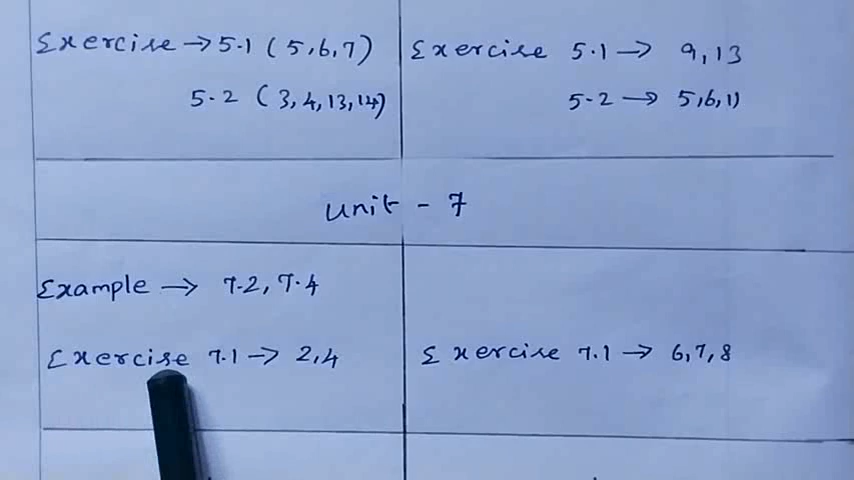 Exercise → 5.1 (5,6,7)
5.2 (3,4,13,14)
Exercise 5.1 → 9,13
5.2 → 5,6,11
Unit - 7
Example → 7.2, 7.4
Exercise 7.1 → 2,4
Exercise 7.1 → 6,7,8